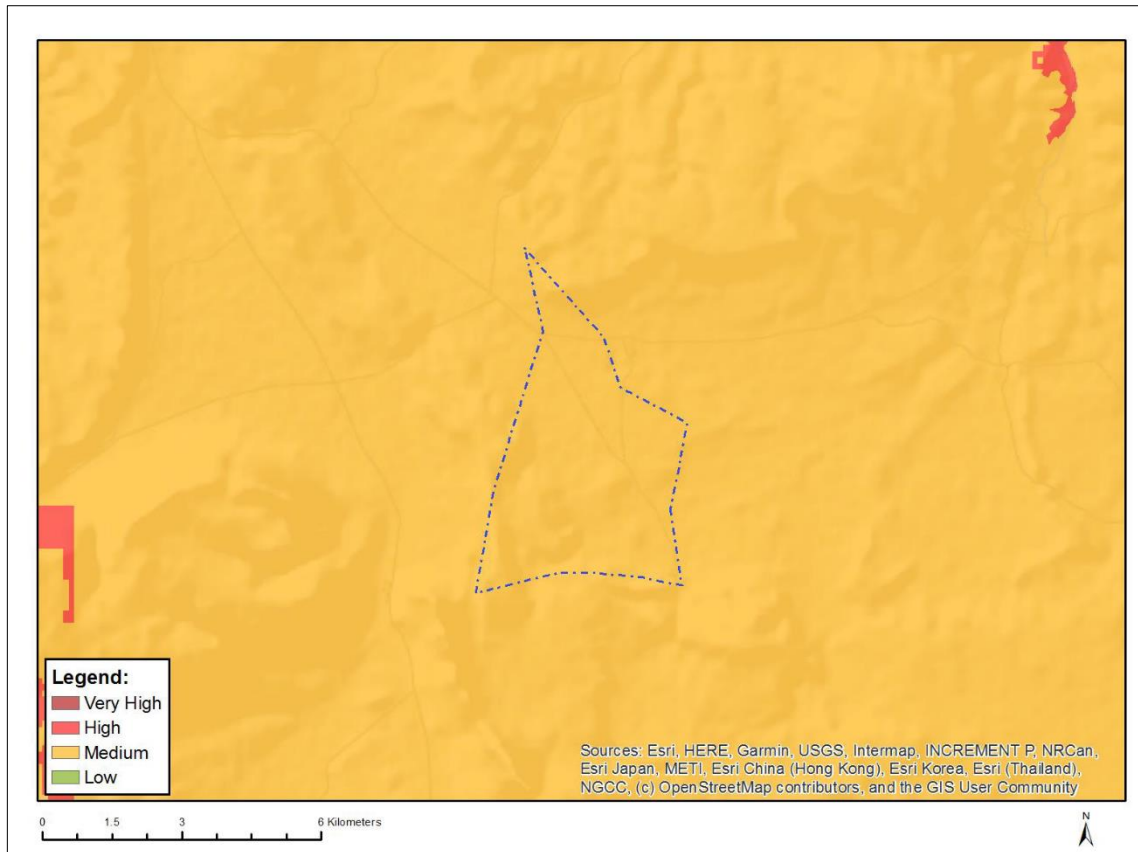 Legend:
Very High
High
Medium
Low
Sources: Esri, HERE, Garmin, USGS, Intermap, INCREMENT P, NRCan,
Esri Japan, METI, Esri China (Hong Kong), Esri Korea, Esri (Thailand),
NGCC, (c) OpenStreetMap contributors, and the GIS User Community
0 1.5 3 6 Kilometers
N